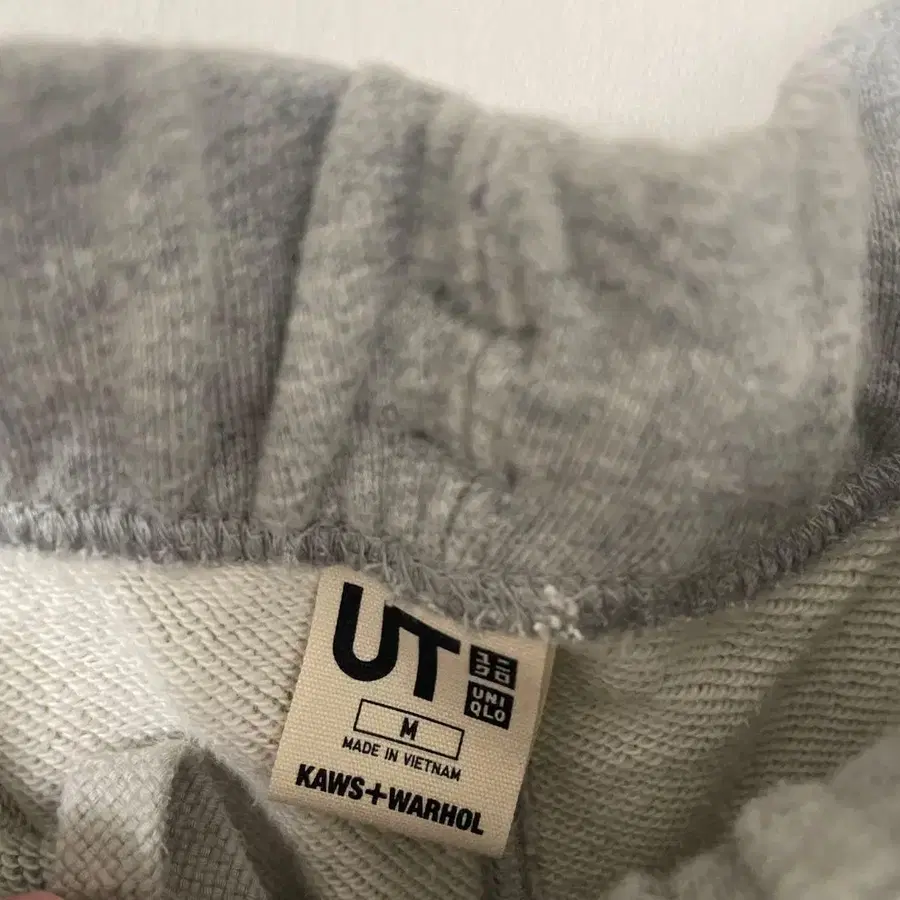 UT
ユニ
クロ
UNI
QLO
M
MADE IN VIETNAM
KAWS+WARHOL